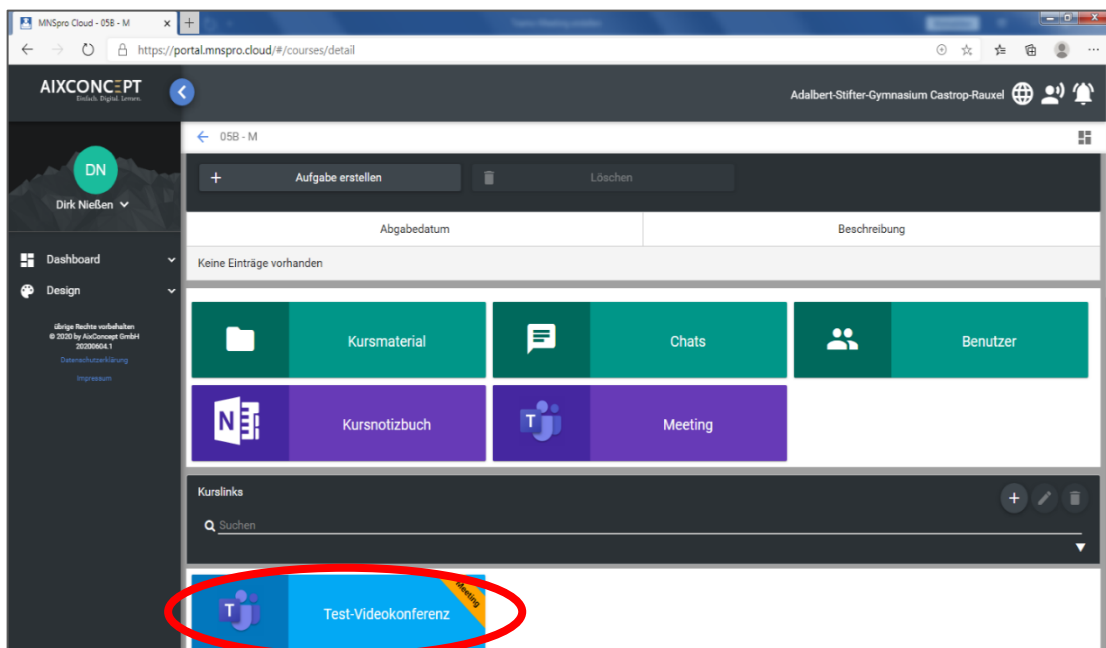 MNSpro Cloud - 05B - M
https://portal.mnspro.cloud/#/courses/detail
AIXCONCEPT
Einfach. Digital. Lernen.
Adalbert-Stifter-Gymnasium Castrop-Rauxel
05B - M
DN
Dirk Nießen
+ Aufgabe erstellen
Löschen
Abgabedatum
Beschreibung
Keine Einträge vorhanden
Dashboard
Design
übrige Rechte vorbehalten
© 2020 by AixConcept GmbH
20200604.1
Datenschutzerklärung
Impressum
Kursmaterial
Chats
Benutzer
N
Kursnotizbuch
T
Meeting
Kurslinks
Suchen
T
Test-Videokonferenz
Meeting